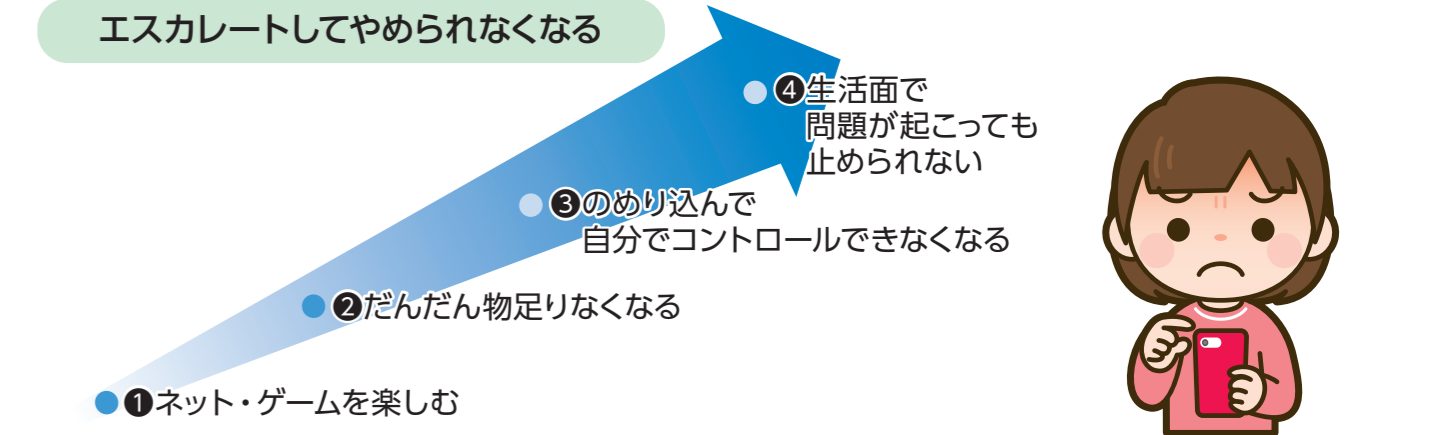 エスカレートしてやめられなくなる
❹生活面で
問題が起こっても
止められない
❸のめり込んで
自分でコントロールできなくなる
❷だんだん物足りなくなる
❶ネット・ゲームを楽しむ